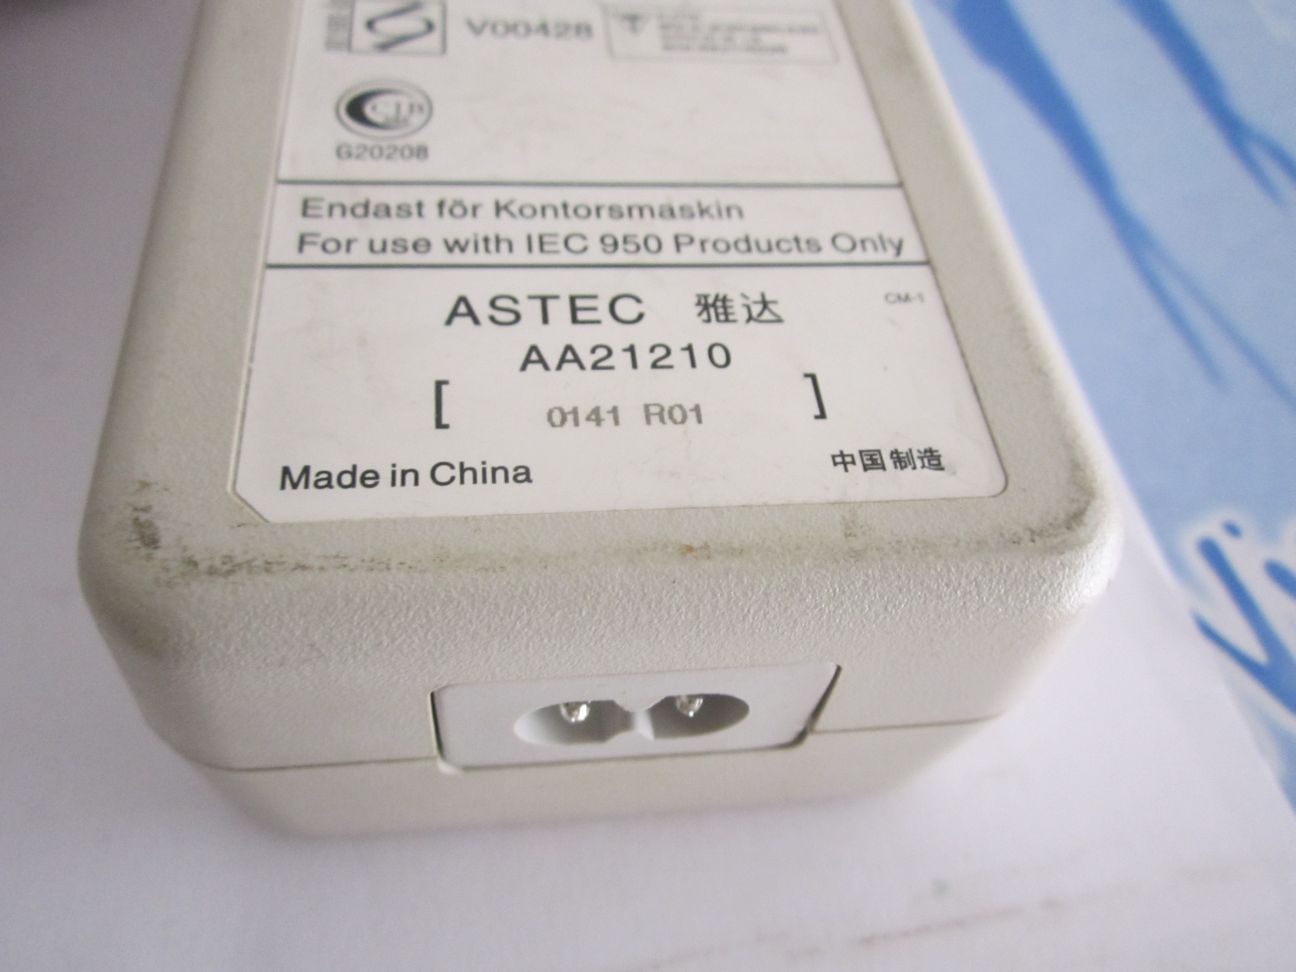 V00428
G20208
Endast för Kontorsmaskin
For use with IEC 950 Products Only
ASTEC 雅达
CM-1
AA21210
[ 0141 R01 ]
Made in China
中国制造